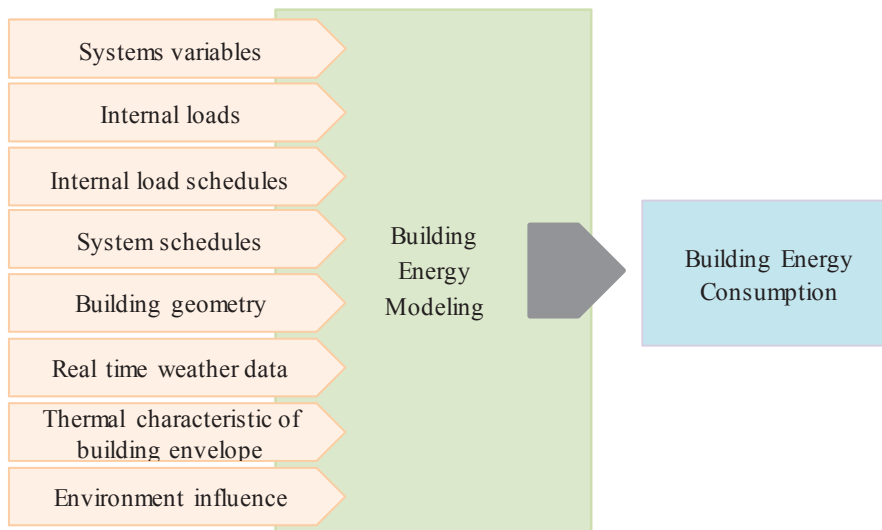 Systems variables
Internal loads
Internal load schedules
System schedules
Building geometry
Real time weather data
Thermal characteristic of
building envelope
Environment influence
Building
Energy
Modeling
Building Energy
Consumption